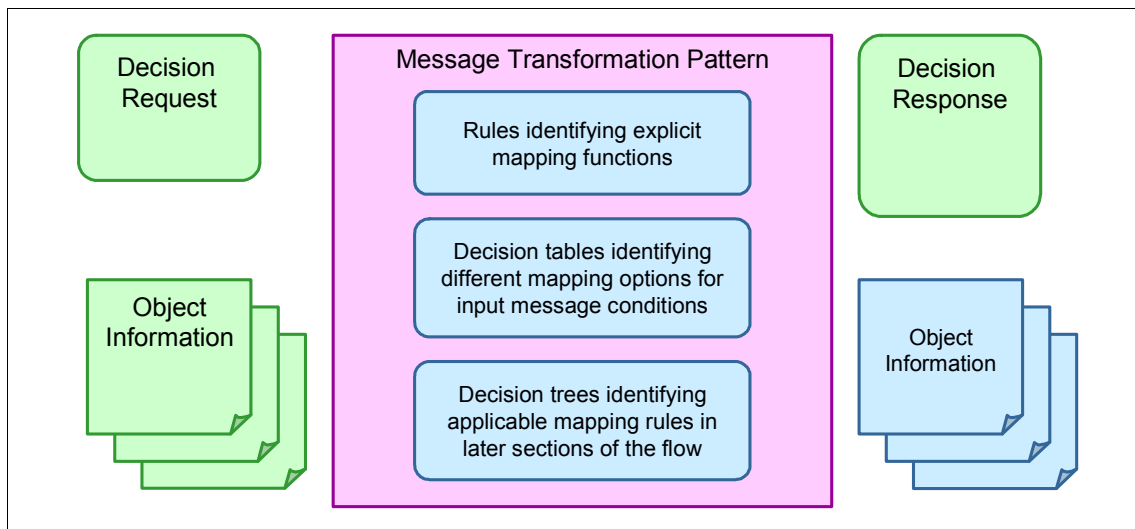 Decision
Request
Object
Information
Message Transformation Pattern
Rules identifying explicit
mapping functions
Decision tables identifying
different mapping options for
input message conditions
Decision trees identifying
applicable mapping rules in
later sections of the flow
Decision
Response
Object
Information